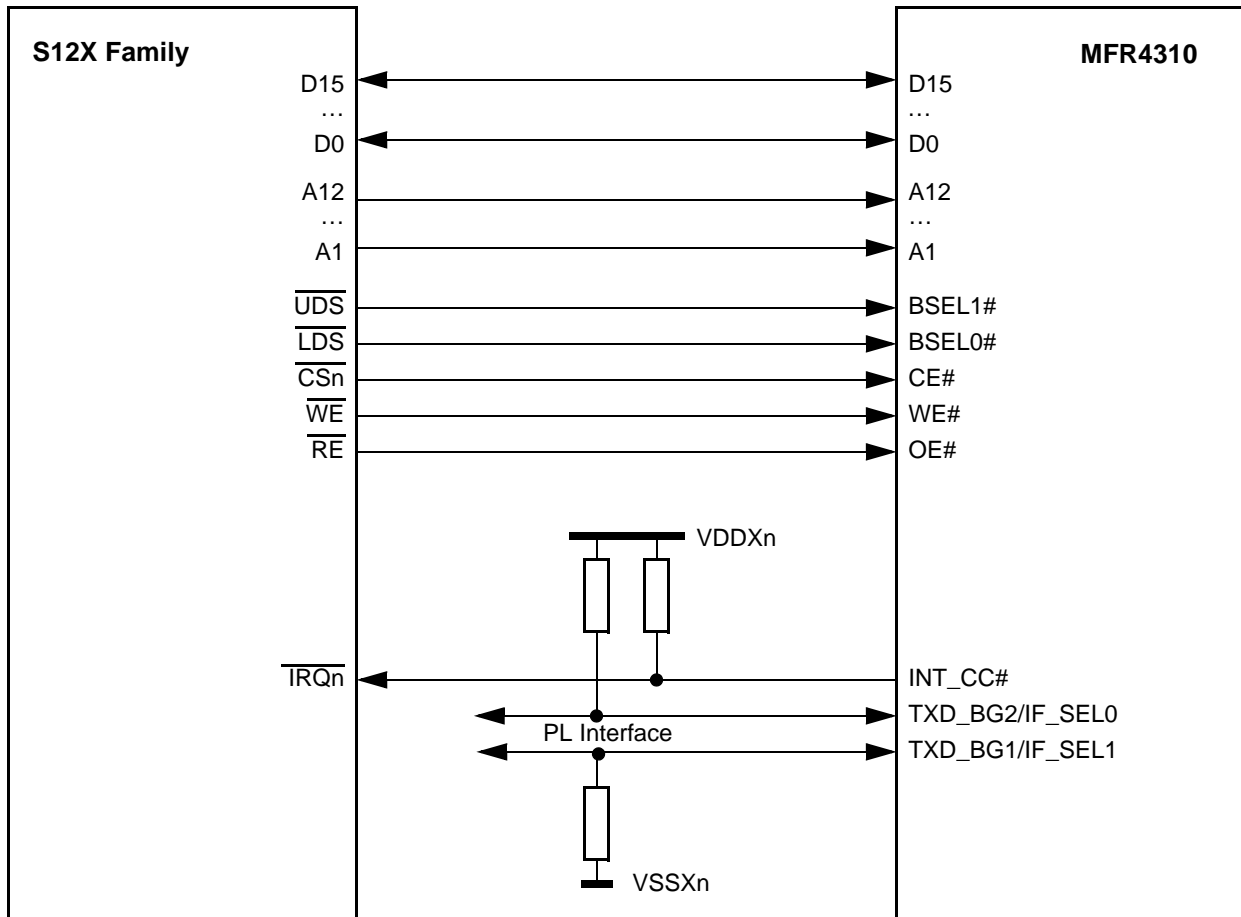 S12X Family
MFR4310
D15 D15
… …
D0 D0
A12 A12
… …
A1 A1
UDS BSEL1#
LDS BSEL0#
CSn CE#
WE WE#
RE OE#
VDDXn
IRQn INT_CC#
TXD_BG2/IF_SEL0
PL Interface
TXD_BG1/IF_SEL1
VSSXn